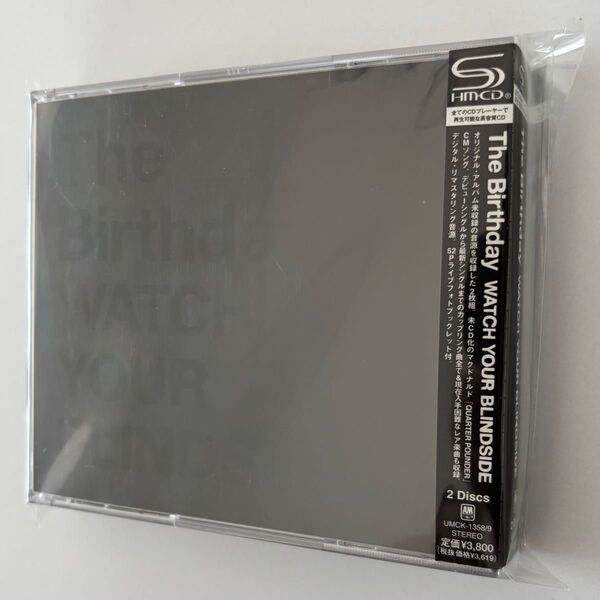 The
Birthda
WATCH
YOUR
BLIND
SHM-CD®
全てのCDプレーヤーで
再生可能な高音質CD
The Birthday WATCH YOUR BLINDSIDE
オリジナル・アルバム未収録の音源を収録した2枚組。未CD化のマクドナルド「QUARTER POUNDER」
CMソング、デビューシングルから最新シングルまでのカップリング曲全て&現在入手困難なレア楽曲も収録。
デジタル・リマスタリング音源。52Pライブフォトブックレット付
2 Discs
AM
UMCK-1358/9
STEREO
定価¥3,800
(税抜価格¥3,619)